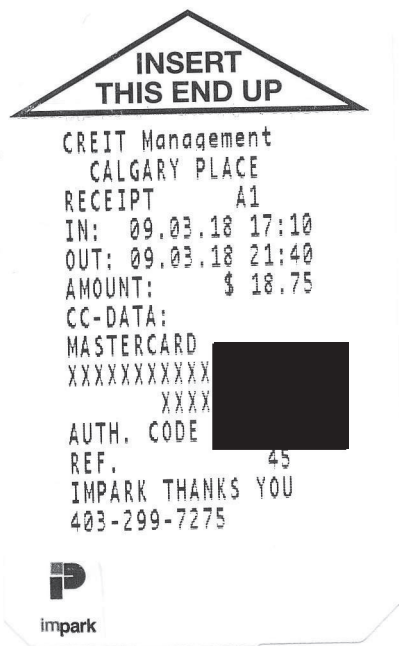 INSERT
THIS END UP
CREIT Management
CALGARY PLACE
RECEIPT A1
IN: 09.03.18 17:10
OUT: 09.03.18 21:40
AMOUNT: $ 18.75
CC-DATA:
MASTERCARD
XXXXXXXXXXX
XXXX
AUTH. CODE
REF. 45
IMPARK THANKS YOU
403-299-7275
impark